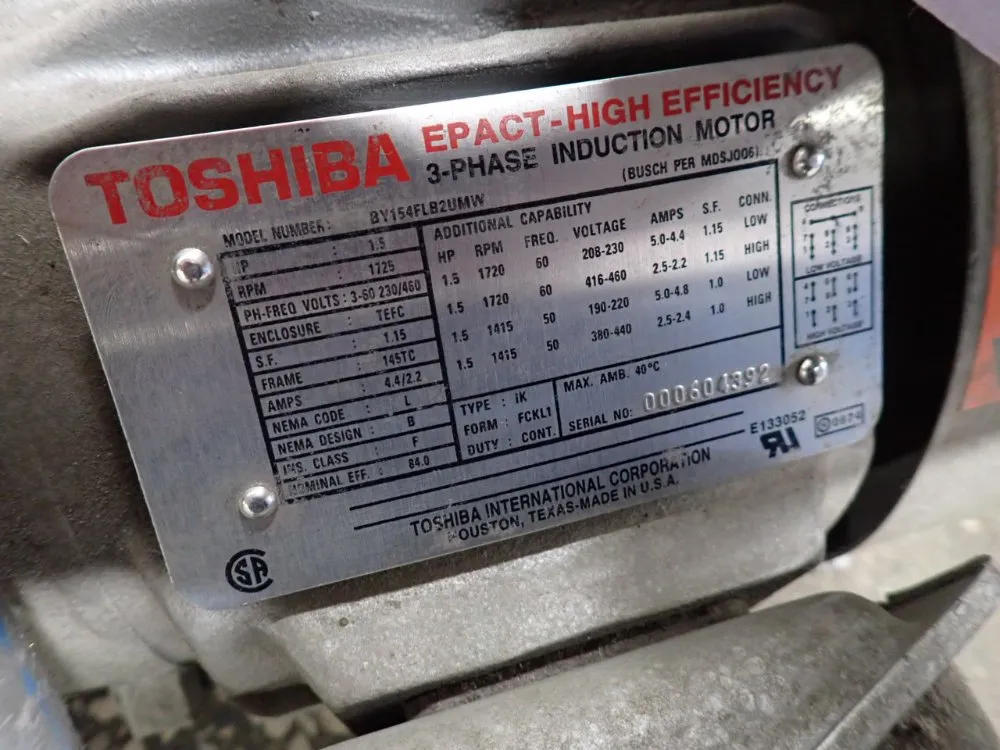 TOSHIBA EPACT-HIGH EFFICIENCY
3-PHASE INDUCTION MOTOR
(BUSCH PER MDSJ006)
MODEL NUMBER: BY154FLB2UMW
HP : 1.5
RPM : 1725
PH-FREQ VOLTS : 3-60 230/460
ENCLOSURE : TEFC
S.F. : 1.15
FRAME : 145TC
AMPS : 4.4/2.2
NEMA CODE : L
NEMA DESIGN : B
INS. CLASS : F
NOMINAL EFF. : 84.0
ADDITIONAL CAPABILITY
HP RPM FREQ. VOLTAGE AMPS S.F. CONN.
1.5 1720 60 208-230 5.0-4.4 1.15 LOW
1.5 1720 60 416-460 2.5-2.2 1.15 HIGH
1.5 1415 50 190-220 5.0-4.8 1.0 LOW
1.5 1415 50 380-440 2.5-2.4 1.0 HIGH
TYPE : IK
FORM : FCKL1
DUTY : CONT.
MAX. AMB. 40°C
SERIAL NO: 000604392
CONNECTIONS
LOW VOLTAGE
HIGH VOLTAGE
E133052
TOSHIBA INTERNATIONAL CORPORATION
HOUSTON, TEXAS-MADE IN U.S.A.